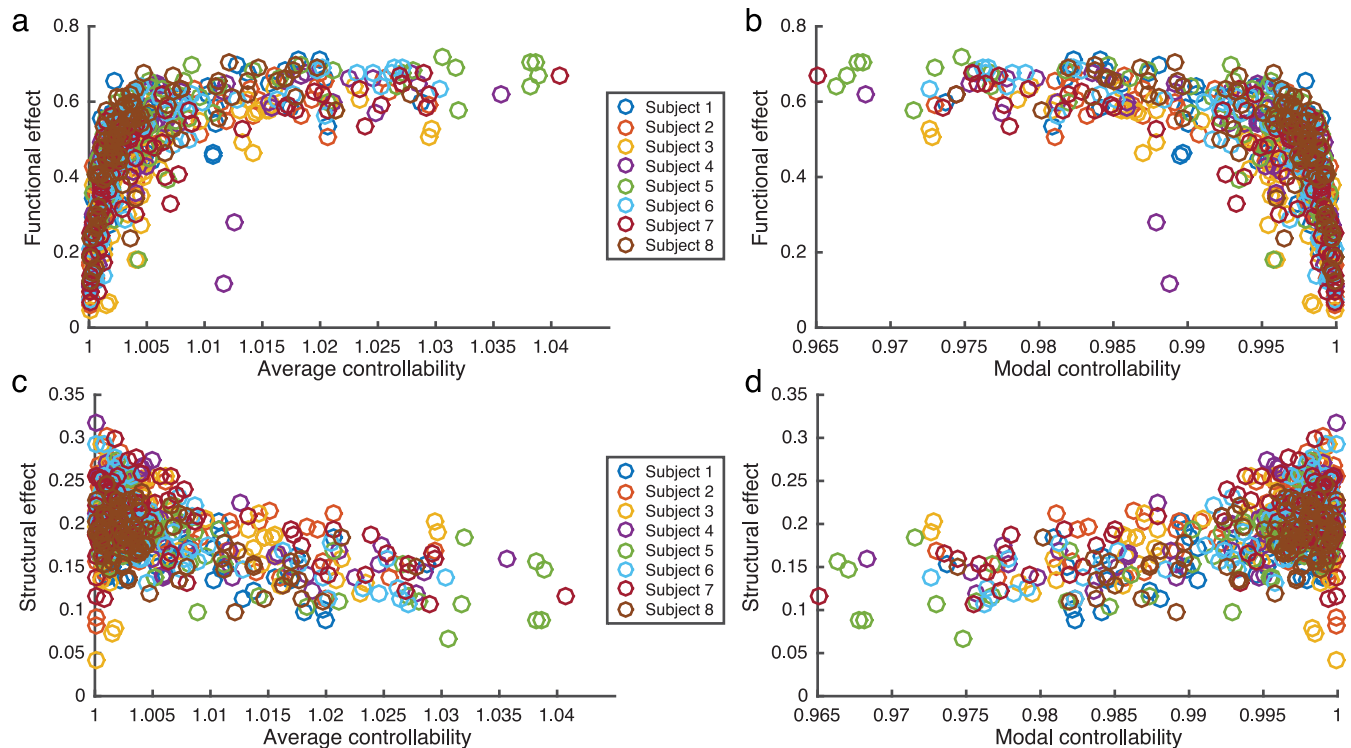 a
0.8
0.6
0.4
0.2
0
Functional effect
1 1.005 1.01 1.015 1.02 1.025 1.03 1.035 1.04
Average controllability
Subject 1
Subject 2
Subject 3
Subject 4
Subject 5
Subject 6
Subject 7
Subject 8
b
0.8
0.6
0.4
0.2
0
Functional effect
0.965 0.97 0.975 0.98 0.985 0.99 0.995 1
Modal controllability
c
0.35
0.3
0.25
0.2
0.15
0.1
0.05
0
Structural effect
1 1.005 1.01 1.015 1.02 1.025 1.03 1.035 1.04
Average controllability
Subject 1
Subject 2
Subject 3
Subject 4
Subject 5
Subject 6
Subject 7
Subject 8
d
0.35
0.3
0.25
0.2
0.15
0.1
0.05
0
Structural effect
0.965 0.97 0.975 0.98 0.985 0.99 0.995 1
Modal controllability